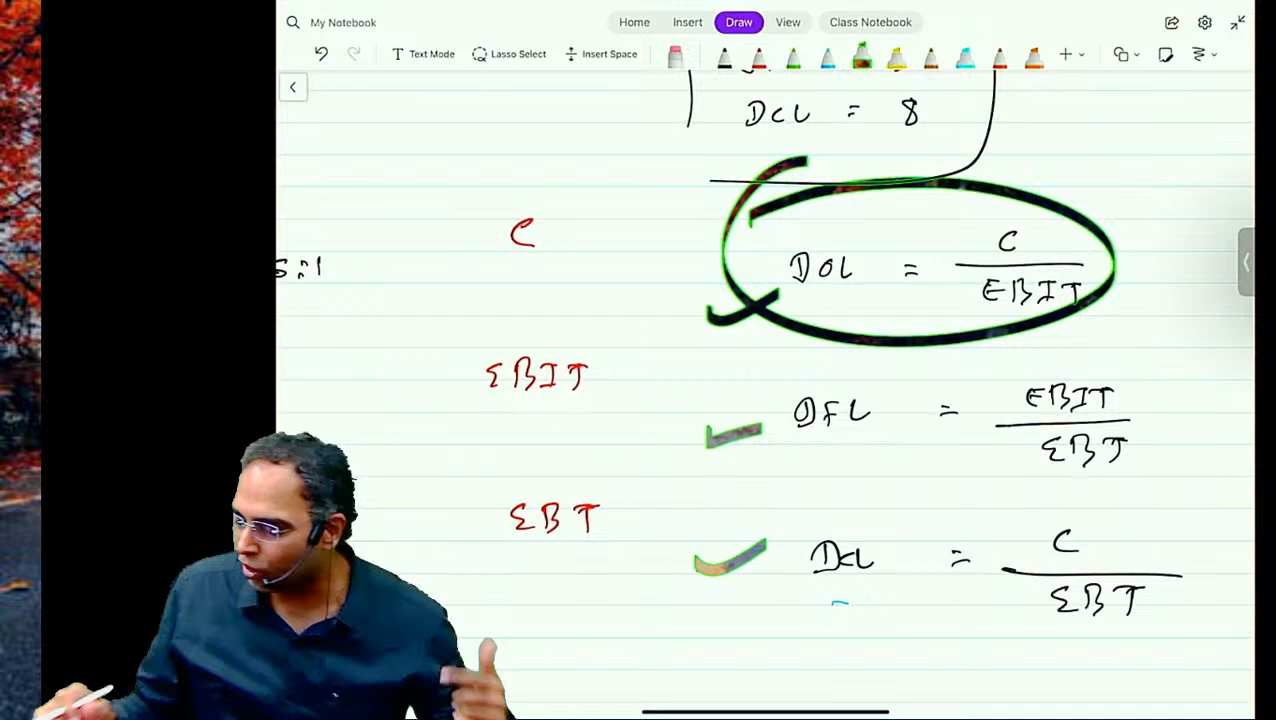 My Notebook
Home Insert Draw View Class Notebook
Text Mode Lasso Select Insert Space
DCL = 8
C
DOL = C / EBIT
EBIT
DFL = EBIT / EBT
EBT
DCL = C / EBT